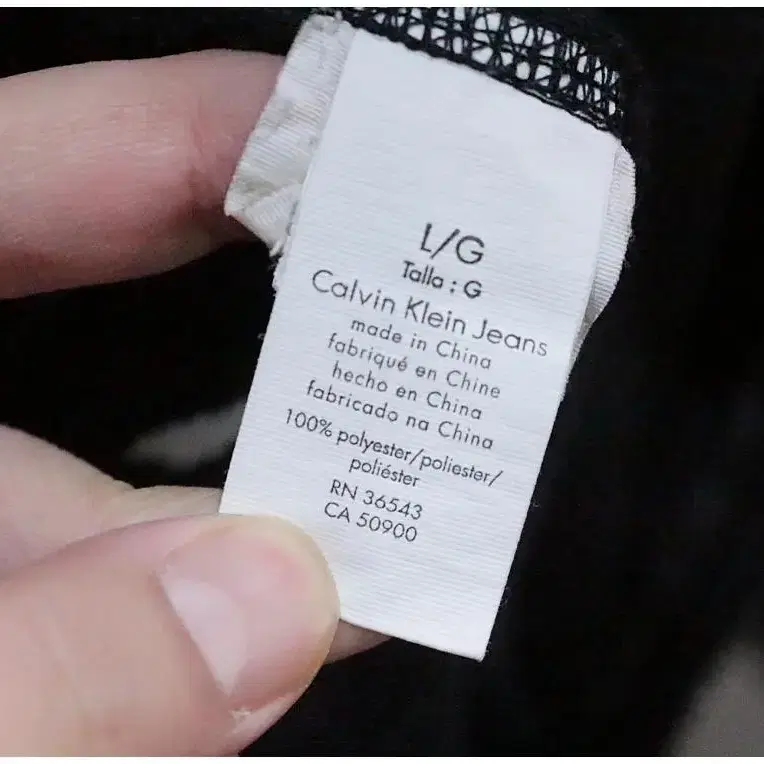 L/G
Talla : G
Calvin Klein Jeans
made in China
fabriqué en Chine
hecho en China
fabricado na China
100% polyester/poliester/
poliéster
RN 36543
CA 50900